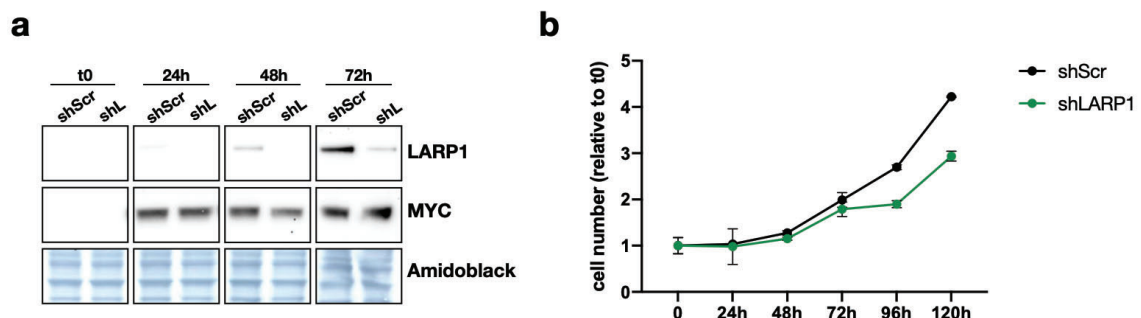 a
t0 24h 48h 72h
shScr shL shScr shL shScr shL shScr shL
LARP1
MYC
Amidoblack
b
cell number (relative to t0)
5
4
3
2
1
0
0 24h 48h 72h 96h 120h
shScr
shLARP1